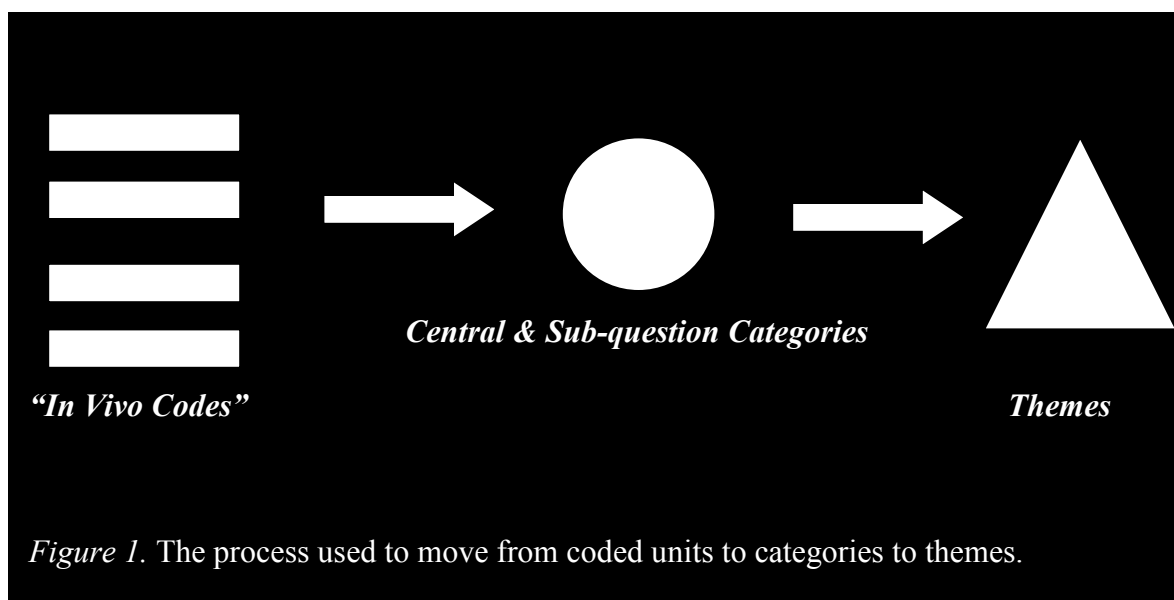 Central & Sub-question Categories
“In Vivo Codes”
Themes
Figure 1. The process used to move from coded units to categories to themes.